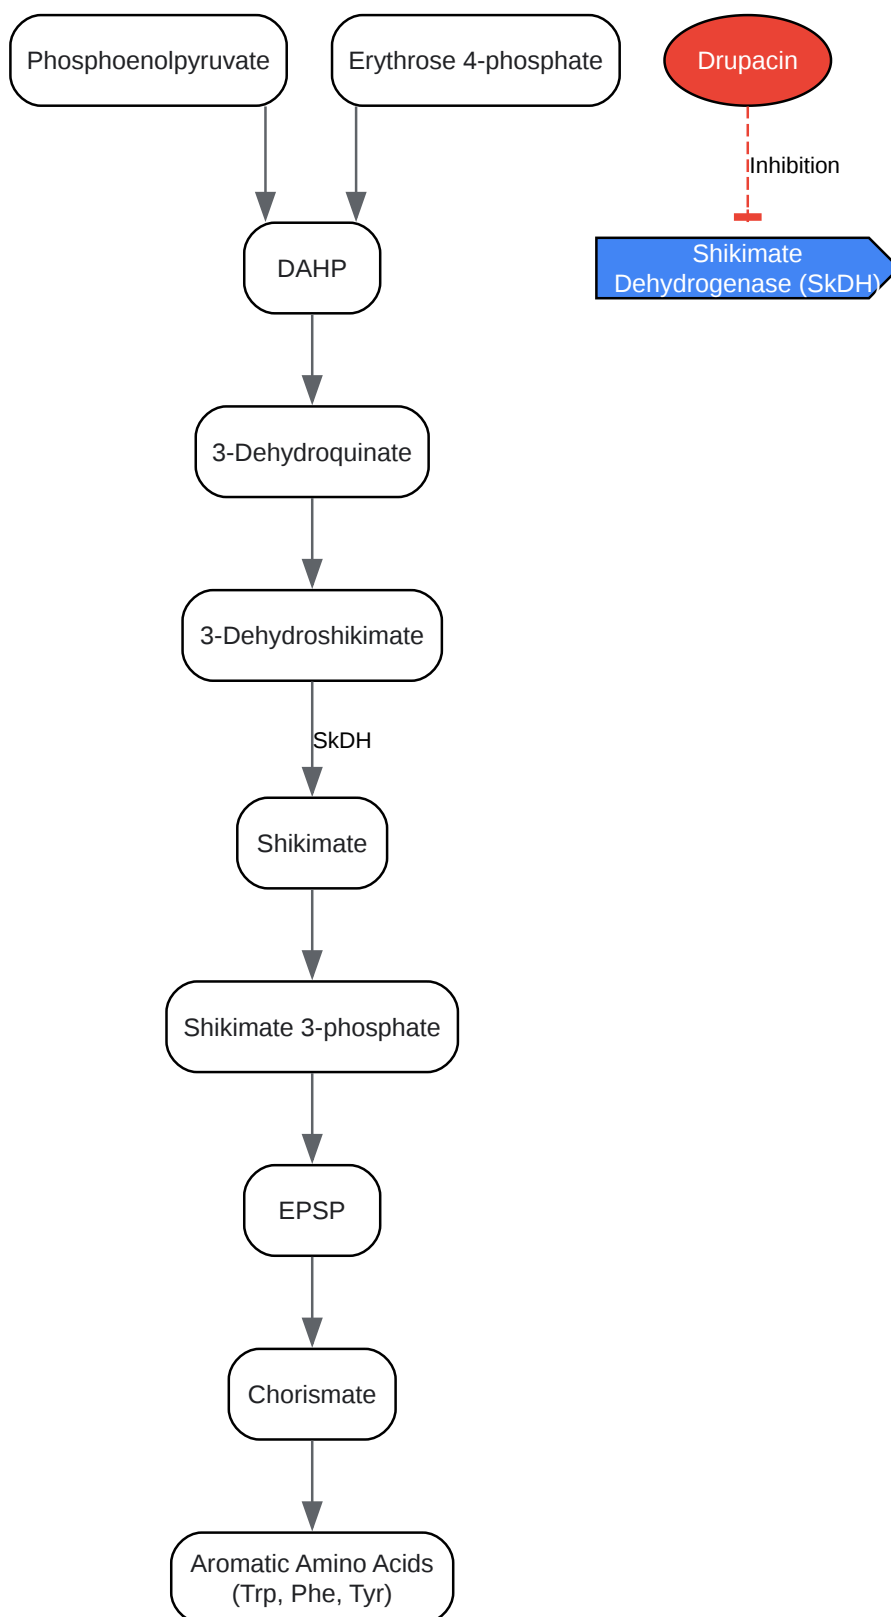 Phosphoenolpyruvate
Erythrose 4-phosphate
Drupacin
Inhibition
Shikimate
Dehydrogenase (SkDH)
DAHP
3-Dehydroquinate
3-Dehydroshikimate
SkDH
Shikimate
Shikimate 3-phosphate
EPSP
Chorismate
Aromatic Amino Acids
(Trp, Phe, Tyr)